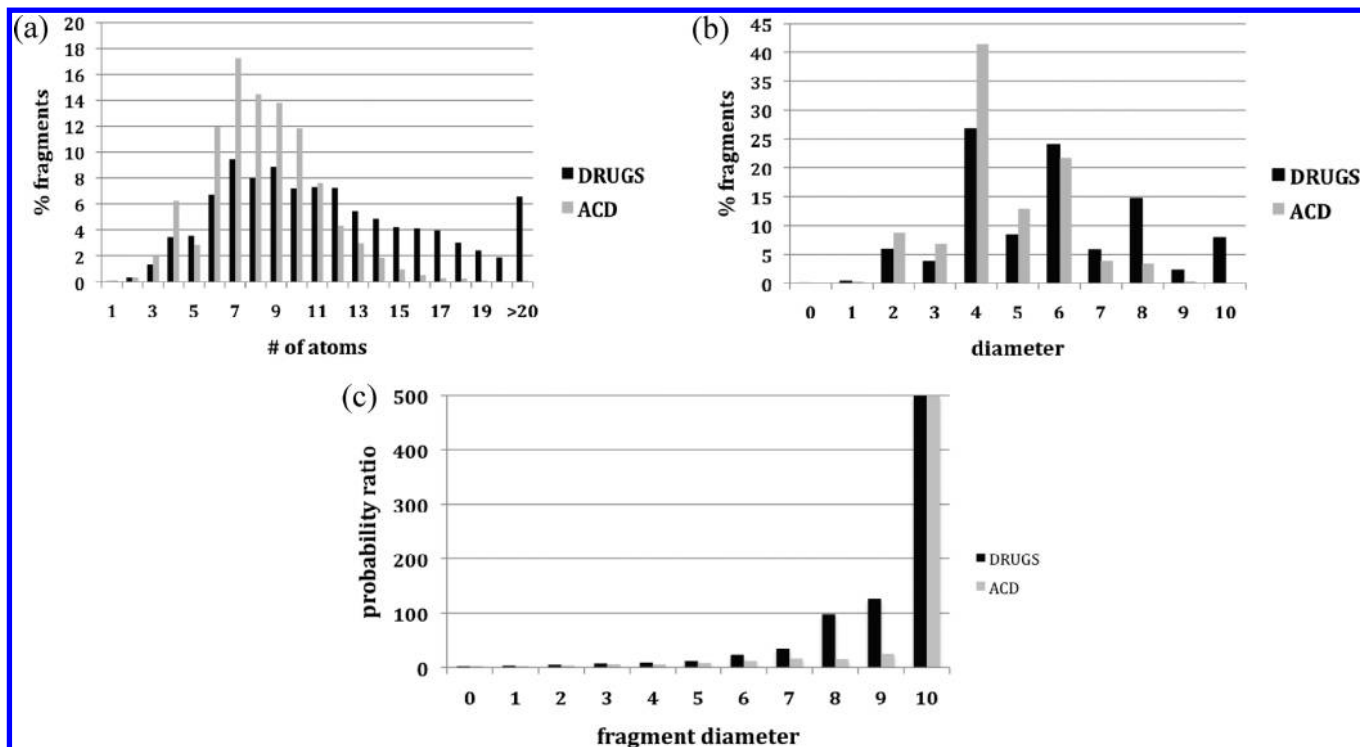 (a)
20
18
16
14
12
10
8
6
4
2
0
% fragments
1 3 5 7 9 11 13 15 17 19 >20
# of atoms
DRUGS
ACD
(b)
45
40
35
30
25
20
15
10
5
0
% fragments
0 1 2 3 4 5 6 7 8 9 10
diameter
DRUGS
ACD
(c)
500
400
300
200
100
0
probability ratio
0 1 2 3 4 5 6 7 8 9 10
fragment diameter
DRUGS
ACD